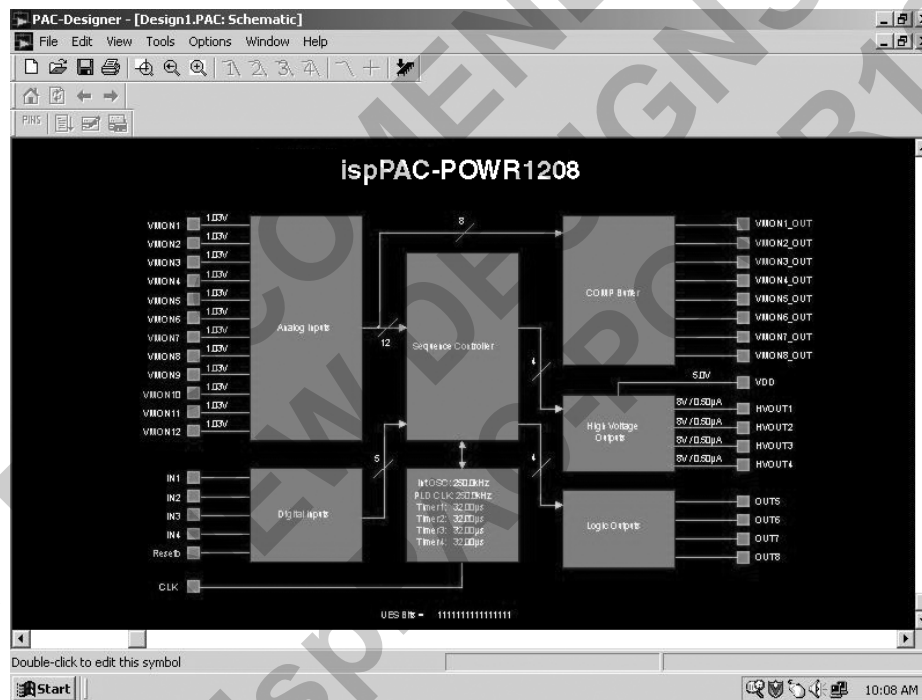 PAC-Designer - [Design1.PAC: Schematic]
File Edit View Tools Options Window Help
PINS
ispPAC-POWR1208
VMON1 1.03V
VMON2 1.03V
VMON3 1.03V
VMON4 1.03V
VMON5 1.03V
VMON6 1.03V
VMON7 1.03V
VMON8 1.03V
VMON9 1.03V
VMON10 1.03V
VMON11 1.03V
VMON12 1.03V
Analog Inputs
8
12
Sequence Controller
COMP Buffer
VMON1_OUT
VMON2_OUT
VMON3_OUT
VMON4_OUT
VMON5_OUT
VMON6_OUT
VMON7_OUT
VMON8_OUT
4
5.0V VDD
High Voltage
Outputs
8V/0.50µA HVOUT1
8V/0.50µA HVOUT2
8V/0.50µA HVOUT3
8V/0.50µA HVOUT4
IN1
IN2
IN3
IN4
Resetb
Digital Inputs
5
IntOSC: 250.0kHz
PLD CLK: 250.0kHz
Timer1: 32.00µs
Timer2: 32.00µs
Timer3: 32.00µs
Timer4: 32.00µs
4
Logic Outputs
OUT5
OUT6
OUT7
OUT8
CLK
UES Bits = 1111111111111111
Double-click to edit this symbol
Start
10:08 AM